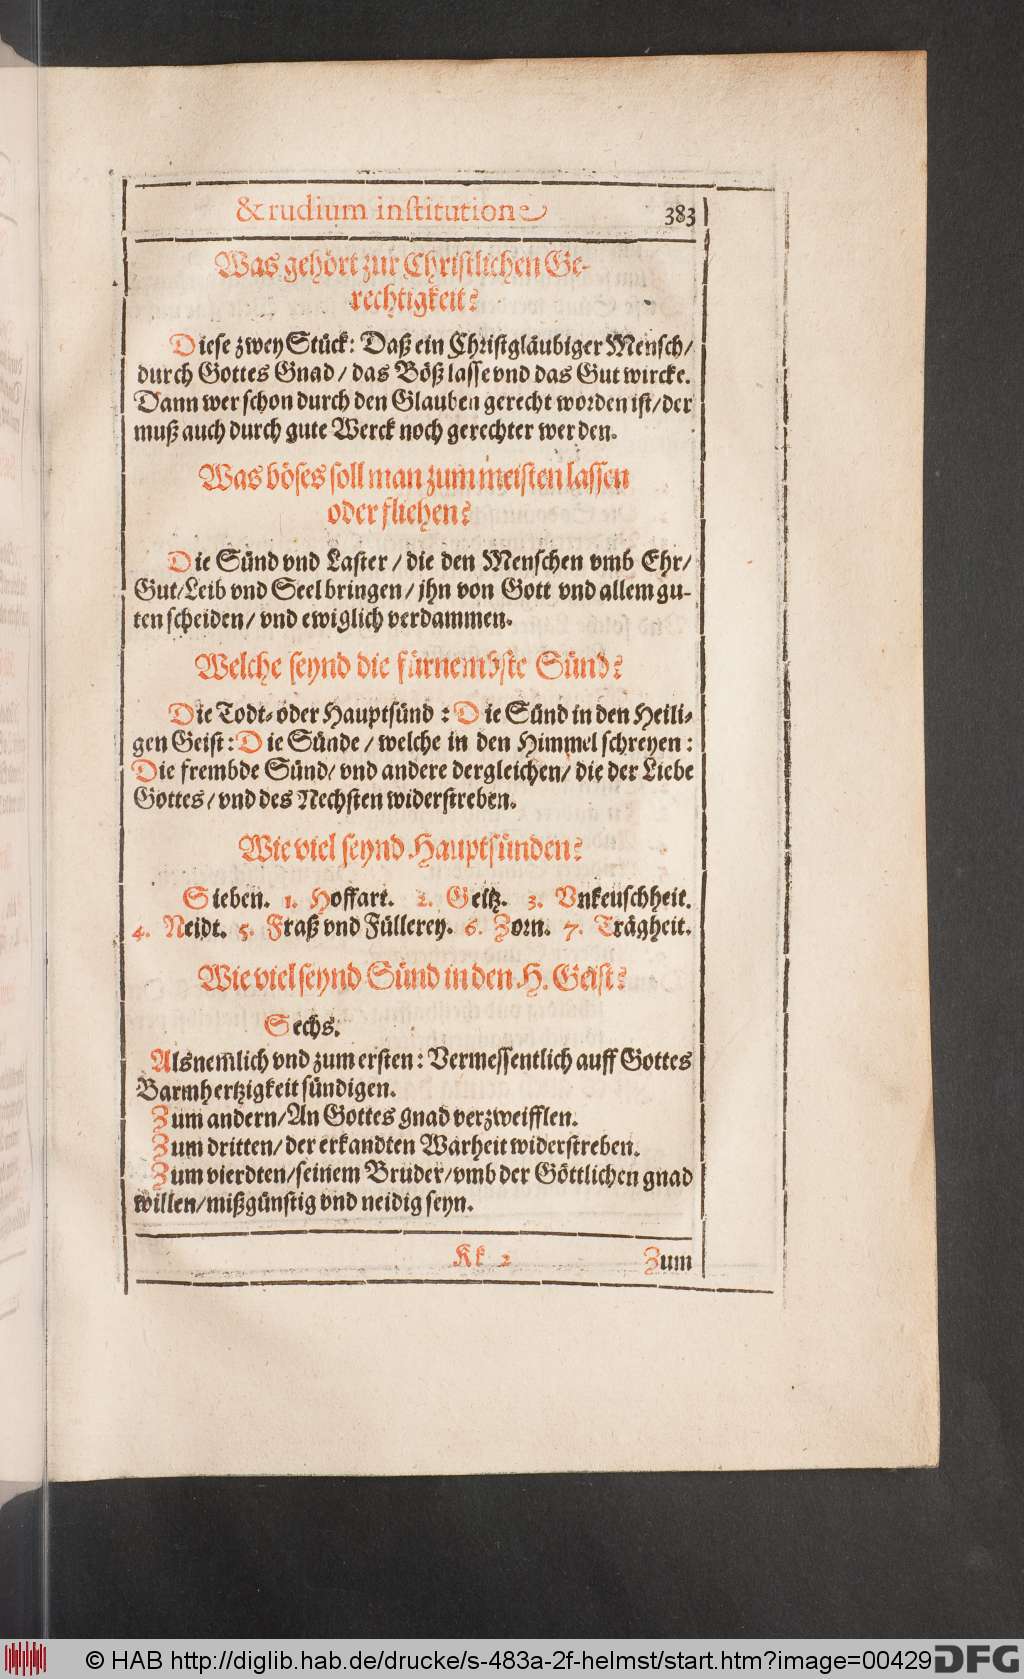 & rudium institutione
383
Was gehört zur Christlichen Ge-
rechtigkeit?
Diese zwey Stück: Daß ein Christgläubiger Mensch/
durch Gottes Gnad / das Böß lasse vnd das Gut wircke.
Dann wer schon durch den Glauben gerecht worden ist/ der
muß auch durch gute Werck noch gerechter werden.
Was böses soll man zum meisten lassen
oder fliehen?
Die Sünd vnd Laster / die den Menschen vmb Ehr/
Gut/Leib vnd Seel bringen / jhn von Gott vnd allem gu-
ten scheiden/ vnd ewiglich verdammen.
Welche seynd die fürnembste Sünd?
Die Todt- oder Hauptsünd: Die Sünd in den Heili-
gen Geist: Die Sünde / welche in den Himmel schreyen:
Die frembde Sünd/ vnd andere dergleichen/ die der Liebe
Gottes/ vnd des Nechsten widerstreben.
Wie viel seynd Hauptsünden?
Sieben. 1. Hoffart. 2. Geitz. 3. Vnkeuschheit.
4. Neidt. 5. Fraß vnd Füllerey. 6. Zorn. 7. Trägheit.
Wie viel seynd Sünd in den H. Geist?
Sechs.
Alsnem̄lich vnd zum ersten: Vermessentlich auff Gottes
Barmhertzigkeit sündigen.
Zum andern/ An Gottes gnad verzweifflen.
Zum dritten/ der erkandten Warheit widerstreben.
Zum vierdten/ seinem Bruder/ vmb der Göttlichen gnad
willen/ mißgünstig vnd neidig seyn.
Kk 2
Zum
© HAB http://diglib.hab.de/drucke/s-483a-2f-helmst/start.htm?image=00429
DFG